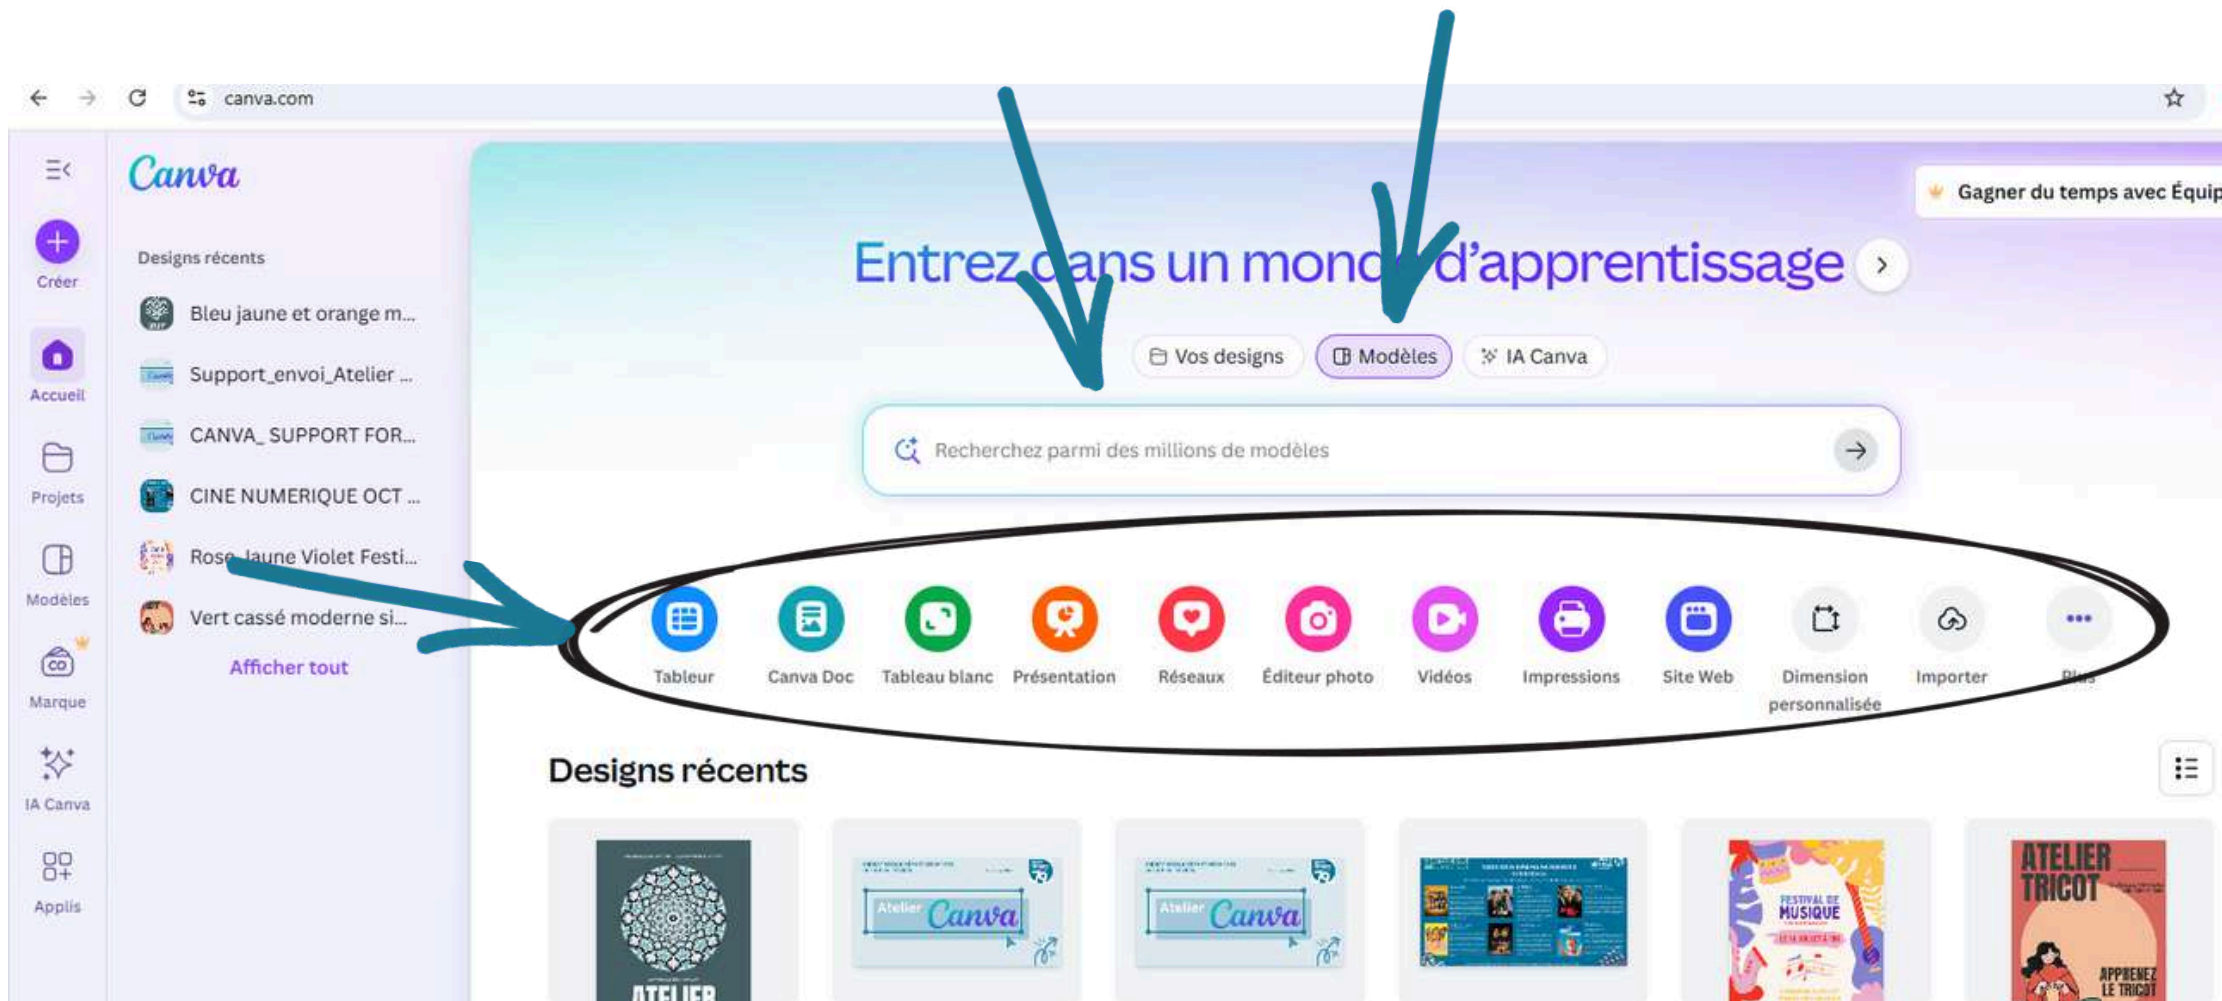 canva.com
Canva
Gagner du temps avec Équip
Créer
Accueil
Projets
Modèles
Marque
IA Canva
Applis
Designs récents
Bleu jaune et orange m...
Support_envoi_Atelier ...
CANVA_ SUPPORT FOR...
CINE NUMERIQUE OCT ...
Rose Jaune Violet Festi...
Vert cassé moderne si...
Afficher tout
Entrez dans un monde d'apprentissage
Vos designs
Modèles
IA Canva
Recherchez parmi des millions de modèles
Tableur
Canva Doc
Tableau blanc
Présentation
Réseaux
Éditeur photo
Vidéos
Impressions
Site Web
Dimension
personnalisée
Importer
Plus
Designs récents
ATELIER
Atelier Canva
Atelier Canva
FESTIVAL DE
MUSIQUE
ATELIER
TRICOT
APPRENEZ
LE TRICOT